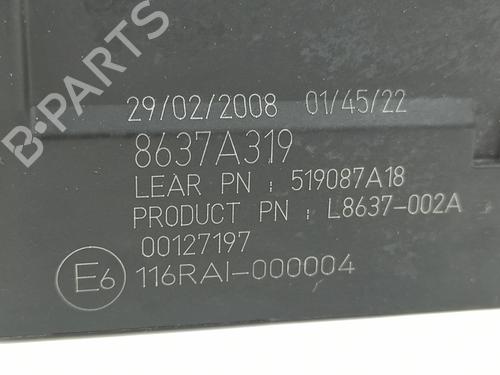 29/02/2008 01/45/22
8637A319
LEAR PN : 519087A18
PRODUCT PN : L8637-002A
00127197
E6 116RAI-000004
B-PARTS